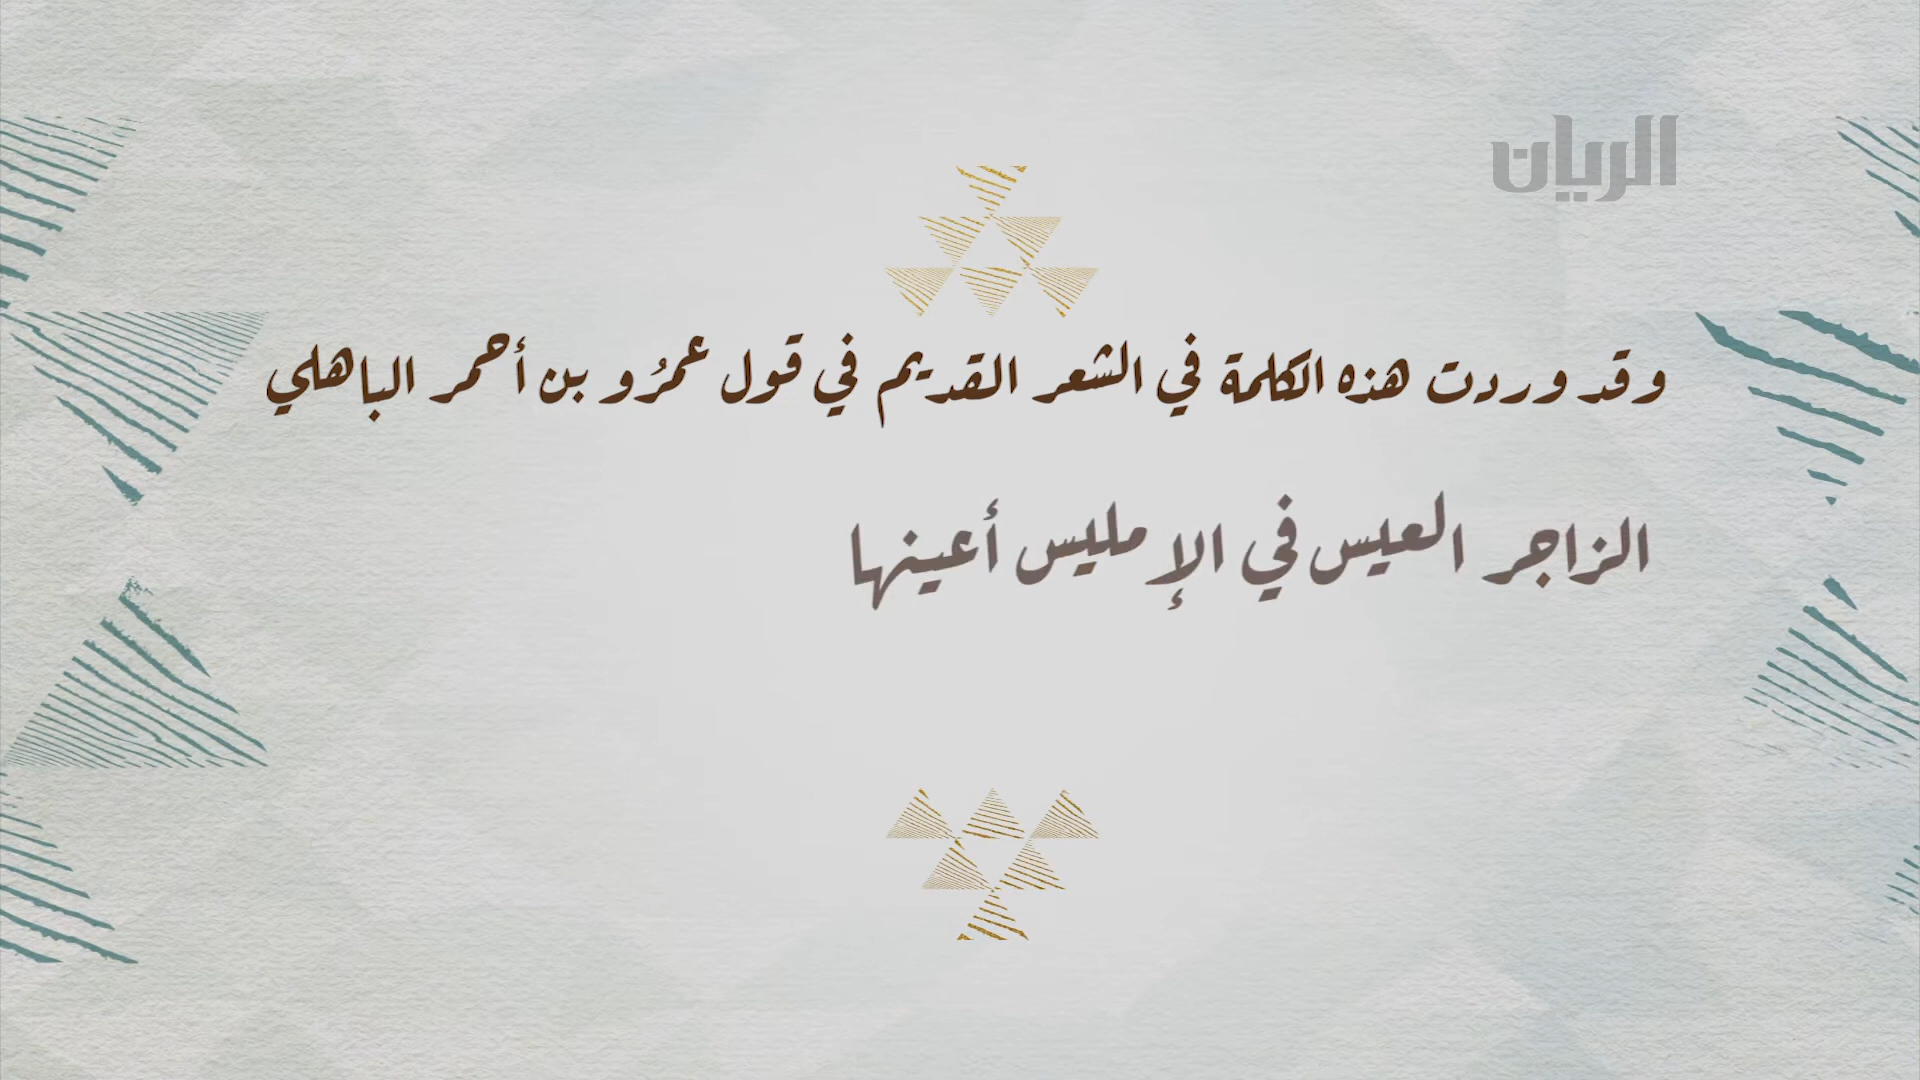 الريان
وقد وردت هذه الكلمة في الشعر القديم في قول عمرُو بن أحمر الباهلي
الزاجر العيس في الإمليس أعينها